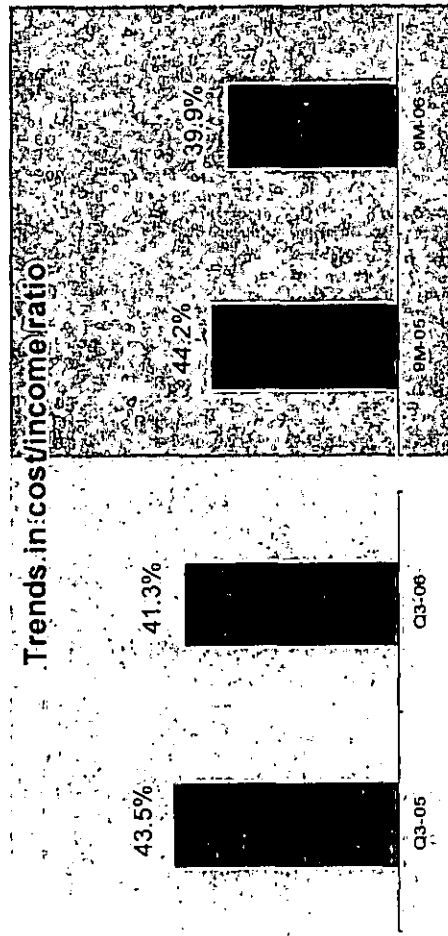 Trends in cost/income ratio
43.5%
41.3%
44.2%
39.9%
Q3-05
Q3-06
9M-05
9M-06